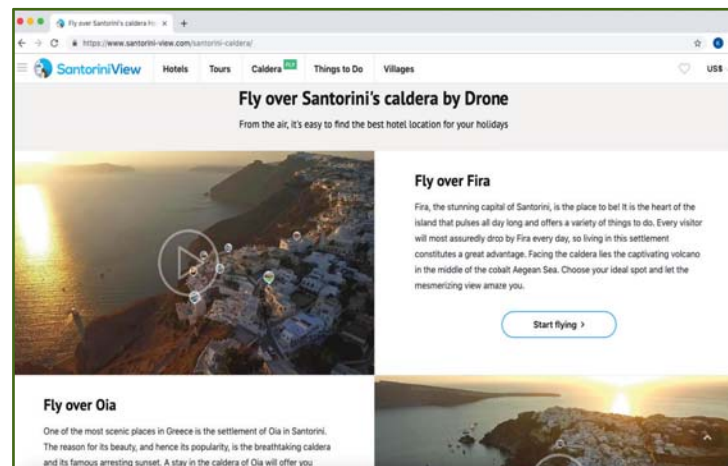 Fly over Santorini's caldera fro
https://www.santorini-view.com/santorini-caldera/
SantoriniView
Hotels
Tours
Caldera FLY
Things to Do
Villages
US$
Fly over Santorini's caldera by Drone
From the air, it's easy to find the best hotel location for your holidays
Fly over Fira
Fira, the stunning capital of Santorini, is the place to be! It is the heart of the
island that pulses all day long and offers a variety of things to do. Every visitor
will most assuredly drop by Fira every day, so living in this settlement
constitutes a great advantage. Facing the caldera lies the captivating volcano
in the middle of the cobalt Aegean Sea. Choose your ideal spot and let the
mesmerizing view amaze you.
Start flying >
Fly over Oia
One of the most scenic places in Greece is the settlement of Oia in Santorini.
The reason for its beauty, and hence its popularity, is the breathtaking caldera
and its famous arresting sunset. A stay in the caldera of Oia will offer you